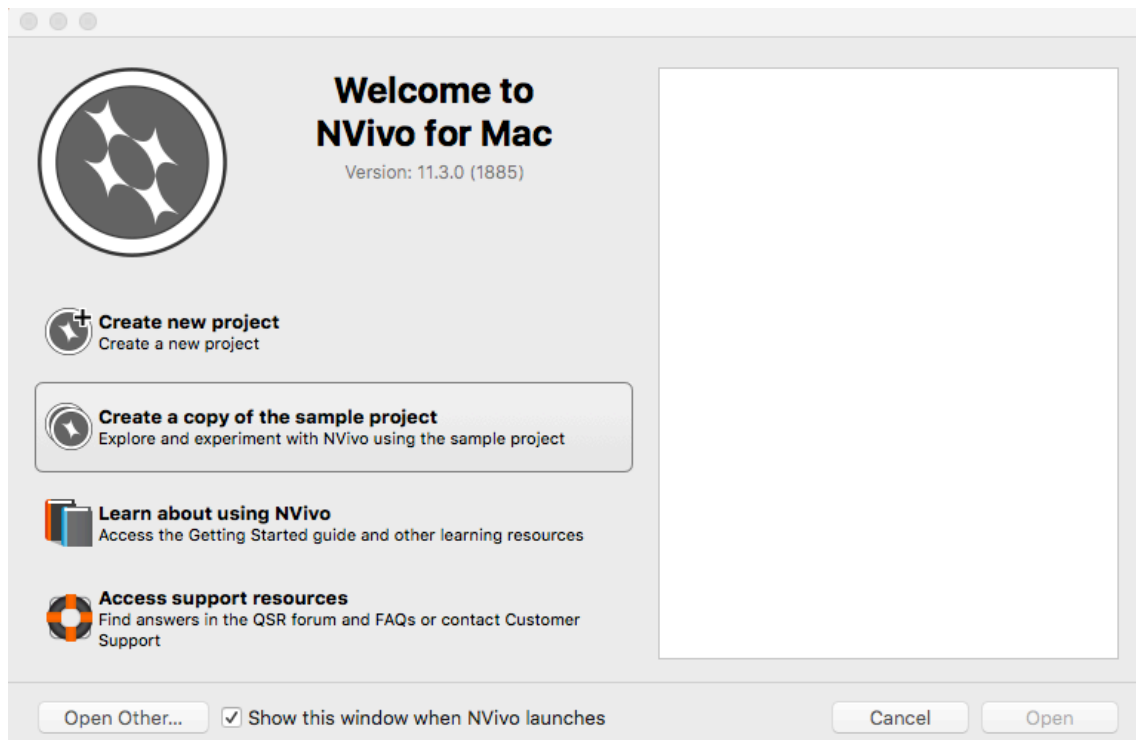 Welcome to
NVivo for Mac
Version: 11.3.0 (1885)
Create new project
Create a new project
Create a copy of the sample project
Explore and experiment with NVivo using the sample project
Learn about using NVivo
Access the Getting Started guide and other learning resources
Access support resources
Find answers in the QSR forum and FAQs or contact Customer
Support
Open Other...
Show this window when NVivo launches
Cancel
Open